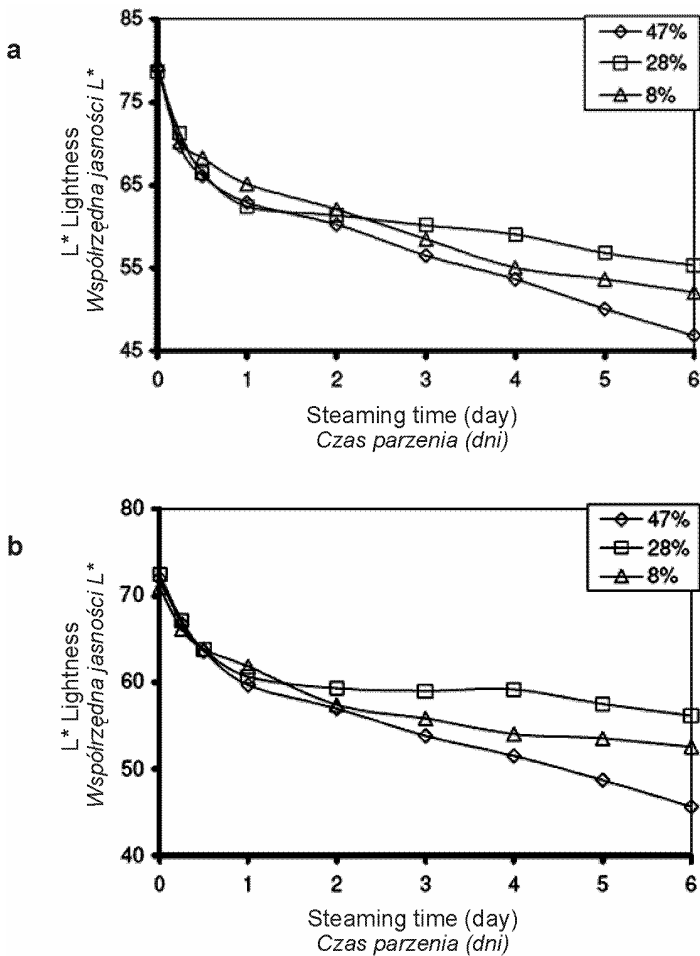 a
L* Lightness
Współrzędna jasności L*
85
75
65
55
45
47%
28%
8%
0 1 2 3 4 5 6
Steaming time (day)
Czas parzenia (dni)
b
L* Lightness
Współrzędna jasności L*
80
70
60
50
40
47%
28%
8%
0 1 2 3 4 5 6
Steaming time (day)
Czas parzenia (dni)